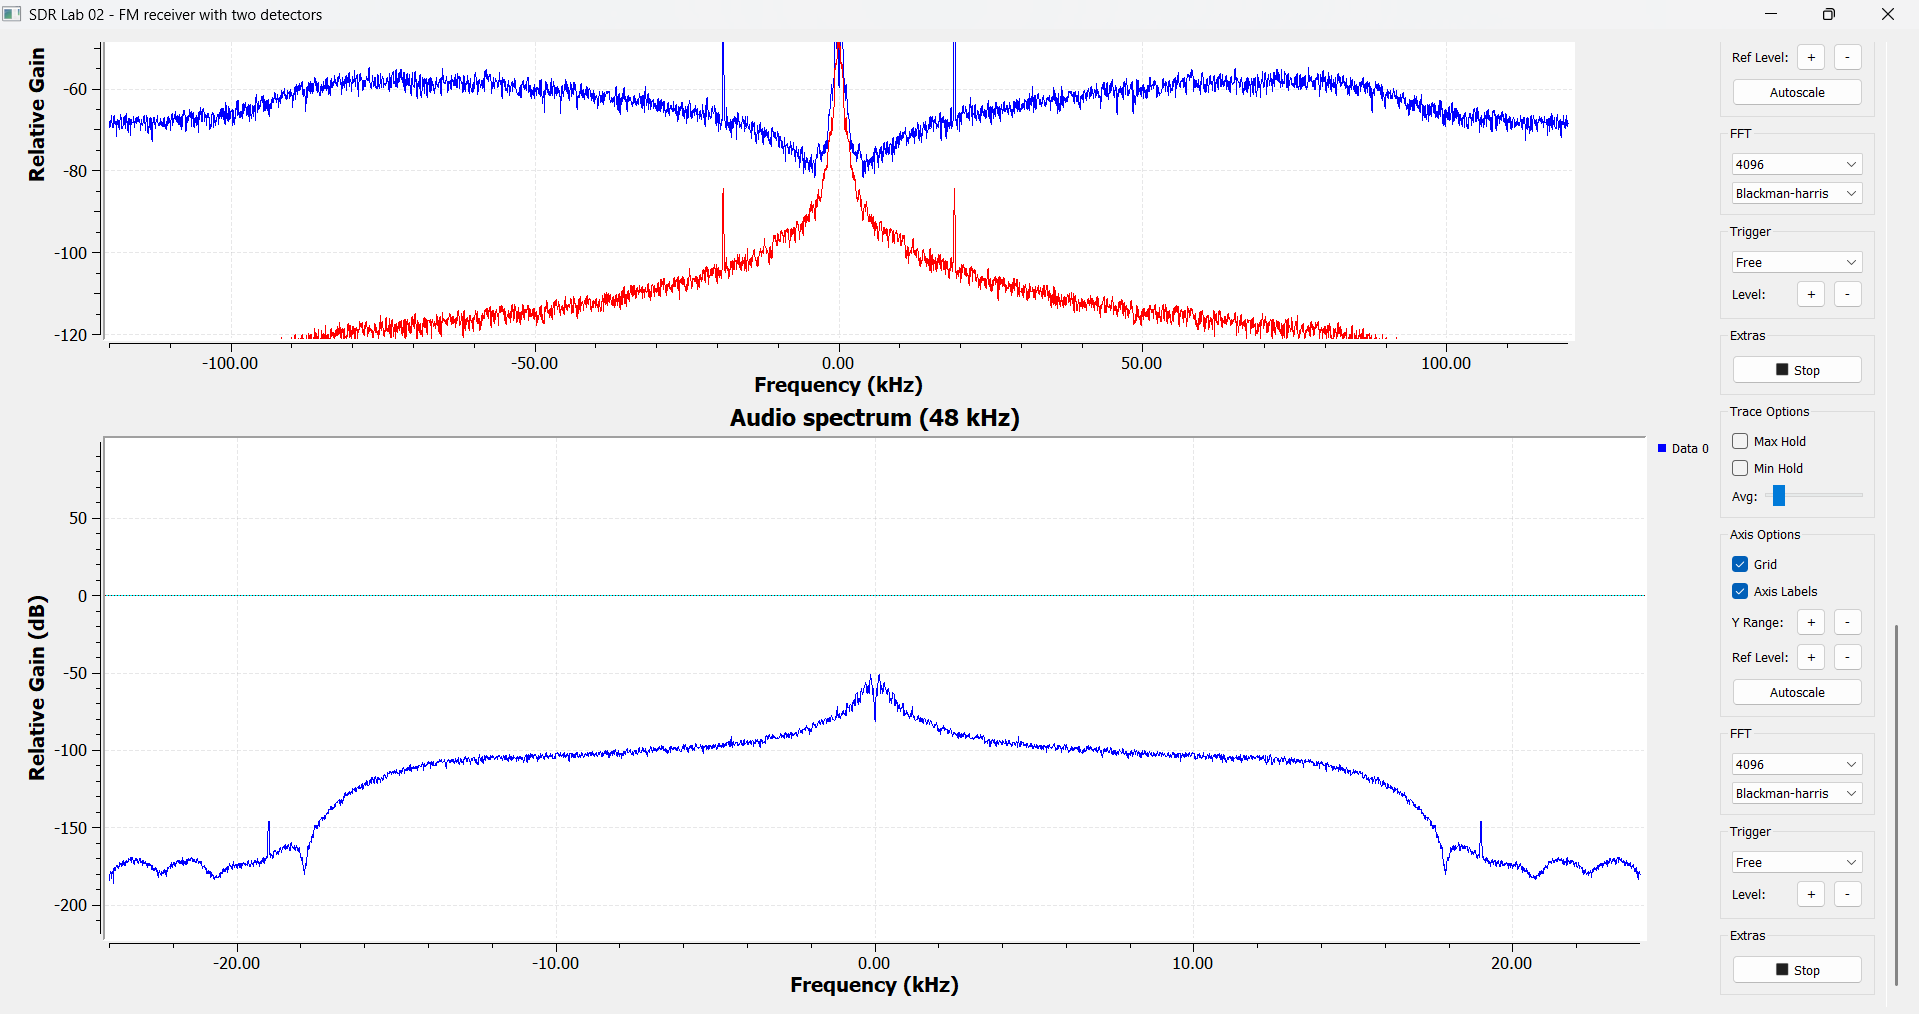 SDR Lab 02 - FM receiver with two detectors
Relative Gain
-60
-80
-100
-120
-100.00 -50.00 0.00 50.00 100.00
Frequency (kHz)
Ref Level: + -
Autoscale
FFT
4096
Blackman-harris
Trigger
Free
Level: + -
Extras
Stop
Audio spectrum (48 kHz)
Relative Gain (dB)
50
0
-50
-100
-150
-200
-20.00 -10.00 0.00 10.00 20.00
Frequency (kHz)
Data 0
Trace Options
Max Hold
Min Hold
Avg:
Axis Options
Grid
Axis Labels
Y Range: + -
Ref Level: + -
Autoscale
FFT
4096
Blackman-harris
Trigger
Free
Level: + -
Extras
Stop